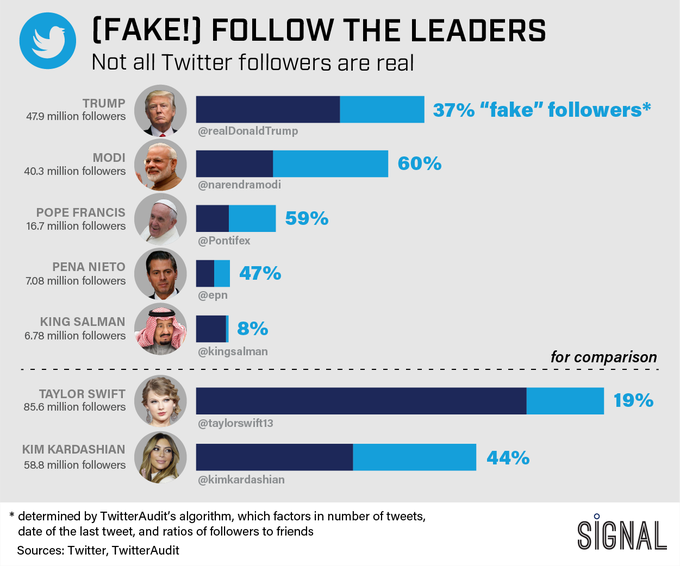 (FAKE!) FOLLOW THE LEADERS
Not all Twitter followers are real
TRUMP
47.9 million followers
37% “fake” followers*
@realDonaldTrump
MODI
40.3 million followers
60%
@narendramodi
POPE FRANCIS
16.7 million followers
59%
@Pontifex
PENA NIETO
7.08 million followers
47%
@epn
KING SALMAN
6.78 million followers
8%
@kingsalman
for comparison
TAYLOR SWIFT
85.6 million followers
19%
@taylorswift13
KIM KARDASHIAN
58.8 million followers
44%
@kimkardashian
* determined by TwitterAudit’s algorithm, which factors in number of tweets,
date of the last tweet, and ratios of followers to friends
Sources: Twitter, TwitterAudit
SIGNAL